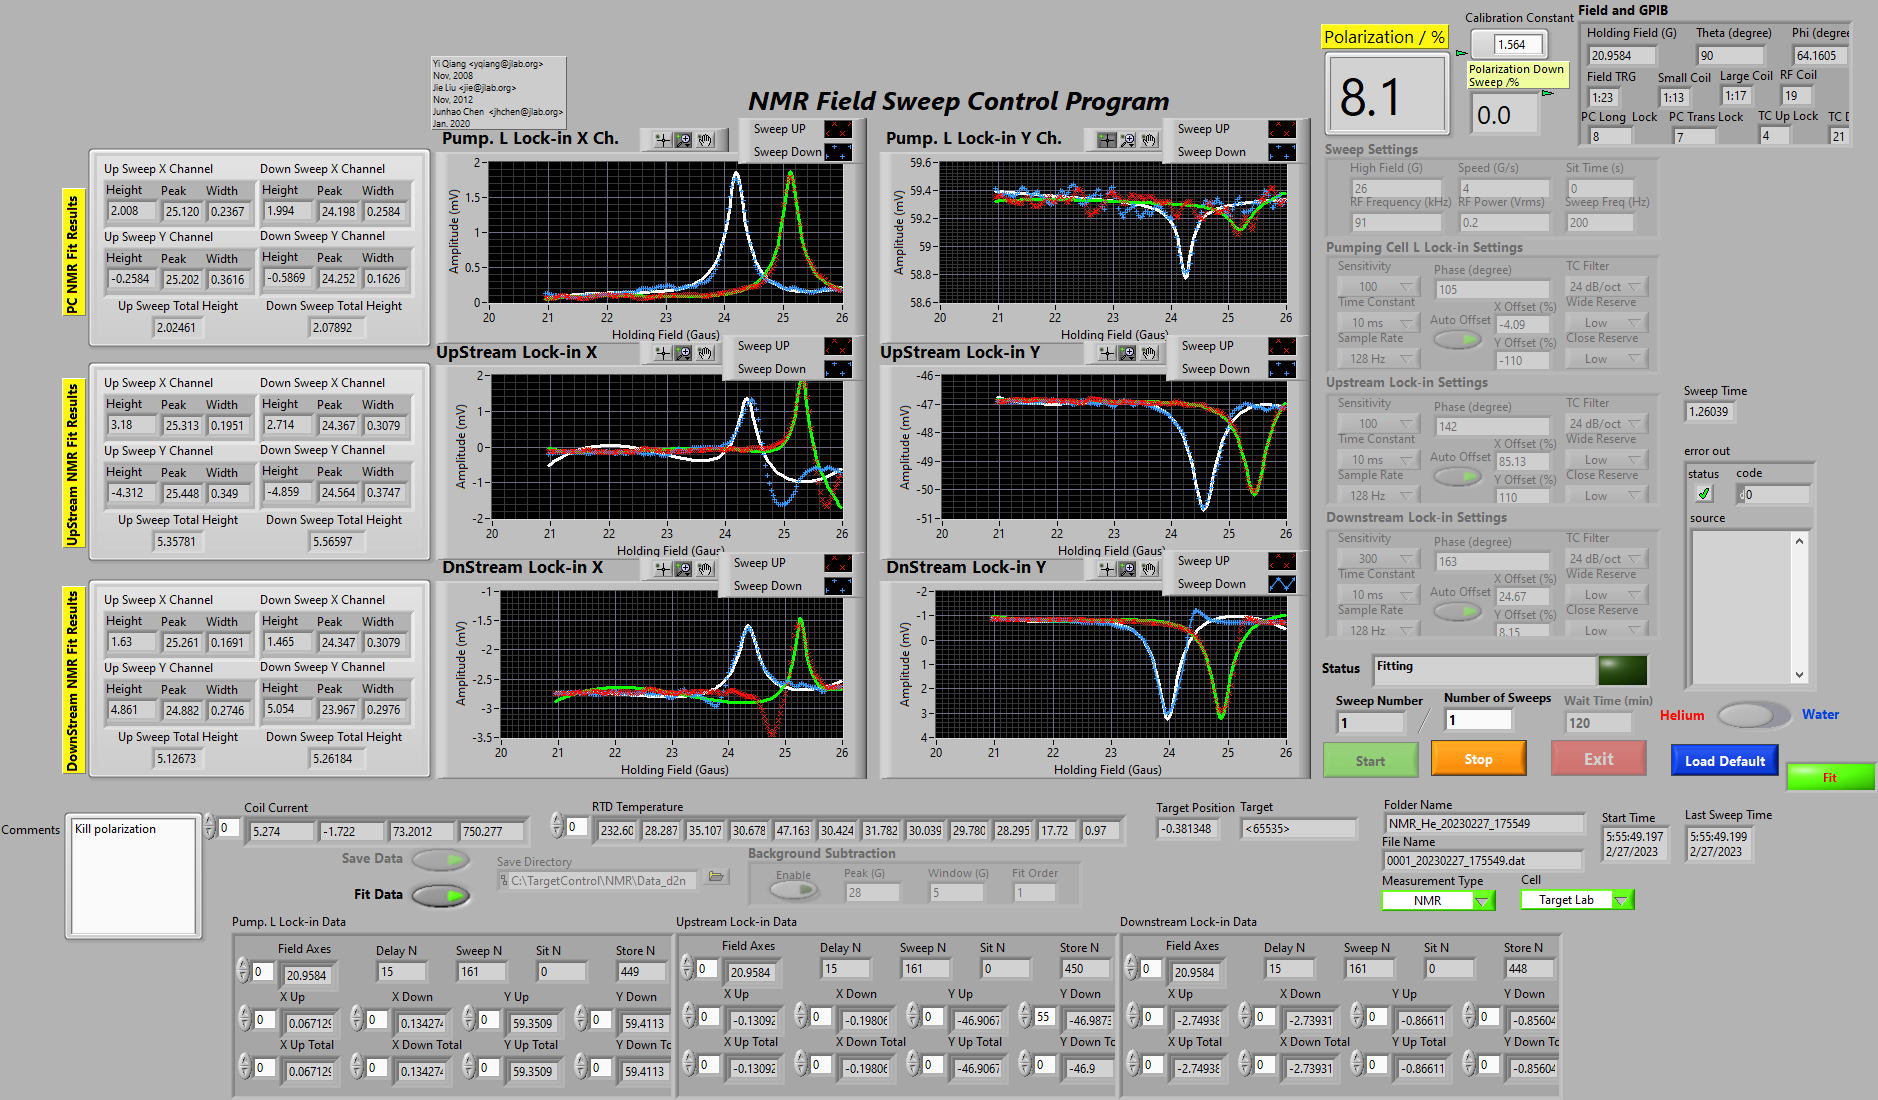 Yi Qiang <yqiang@jlab.org>
Nov, 2008
Jie Liu <jie@jlab.org>
Nov, 2012
Junhao Chen <jhchen@jlab.org>
Jan. 2020
NMR Field Sweep Control Program
Polarization / %
8.1
Calibration Constant
1.564
Polarization Down
Sweep /%
0.0
Field and GPIB
Holding Field (G) Theta (degree) Phi (degree
20.9584 90 64.1605
Field TRG Small Coil Large Coil RF Coil
1:23 1:13 1:17 19
PC Long Lock PC Trans Lock TC Up Lock TC D
8 7 4 21
PC NMR Fit Results
Up Sweep X Channel Down Sweep X Channel
Height Peak Width Height Peak Width
2.008 25.120 0.2367 1.994 24.198 0.2584
Up Sweep Y Channel Down Sweep Y Channel
Height Peak Width Height Peak Width
-0.2584 25.202 0.3616 -0.5869 24.252 0.1626
Up Sweep Total Height Down Sweep Total Height
2.02461 2.07892
Pump. L Lock-in X Ch.
Sweep UP
Sweep Down
Amplitude (mV)
2
1.5
1
0.5
0
20 21 22 23 24 25 26
Holding Field (Gaus)
Pump. L Lock-in Y Ch.
Sweep UP
Sweep Down
Amplitude (mV)
59.6
59.4
59.2
59
58.8
58.6
20 21 22 23 24 25 26
Holding Field (Gaus)
UpStream NMR Fit Results
Up Sweep X Channel Down Sweep X Channel
Height Peak Width Height Peak Width
3.18 25.313 0.1951 2.714 24.367 0.3079
Up Sweep Y Channel Down Sweep Y Channel
Height Peak Width Height Peak Width
-4.312 25.448 0.349 -4.859 24.564 0.3747
Up Sweep Total Height Down Sweep Total Height
5.35781 5.56597
UpStream Lock-in X
Sweep UP
Sweep Down
Amplitude (mV)
2
1
0
-1
-2
20 21 22 23 24 25 26
Holding Field (Gaus)
UpStream Lock-in Y
Sweep UP
Sweep Down
Amplitude (mV)
-46
-47
-48
-49
-50
-51
20 21 22 23 24 25 26
Holding Field (Gaus)
DownStream NMR Fit Results
Up Sweep X Channel Down Sweep X Channel
Height Peak Width Height Peak Width
1.63 25.261 0.1691 1.465 24.347 0.3079
Up Sweep Y Channel Down Sweep Y Channel
Height Peak Width Height Peak Width
4.861 24.882 0.2746 5.054 23.967 0.2976
Up Sweep Total Height Down Sweep Total Height
5.12673 5.26184
DnStream Lock-in X
Sweep UP
Sweep Down
Amplitude (mV)
-1
-1.5
-2
-2.5
-3
-3.5
20 21 22 23 24 25 26
Holding Field (Gaus)
DnStream Lock-in Y
Sweep UP
Sweep Down
Amplitude (mV)
-2
-1
0
1
2
3
4
20 21 22 23 24 25 26
Holding Field (Gaus)
Sweep Settings
High Field (G) Speed (G/s) Sit Time (s)
26 4 0
RF Frequency (kHz) RF Power (Vrms) Sweep Freq (Hz)
91 0.2 200
Pumping Cell L Lock-in Settings
Sensitivity Phase (degree) TC Filter
100 105 24 dB/oct
Time Constant X Offset (%) Wide Reserve
10 ms Auto Offset -4.09 Low
Sample Rate Y Offset (%) Close Reserve
128 Hz -110 Low
Upstream Lock-in Settings
Sensitivity Phase (degree) TC Filter
100 142 24 dB/oct
Time Constant X Offset (%) Wide Reserve
10 ms Auto Offset 85.13 Low
Sample Rate Y Offset (%) Close Reserve
128 Hz 110 Low
Downstream Lock-in Settings
Sensitivity Phase (degree) TC Filter
300 163 24 dB/oct
Time Constant X Offset (%) Wide Reserve
10 ms Auto Offset 24.67 Low
Sample Rate Y Offset (%) Close Reserve
128 Hz 8.15 Low
Sweep Time
1.26039
error out
status code
0
source
Status Fitting
Sweep Number Number of Sweeps Wait Time (min)
1 / 1 120
Helium Water
Start Stop Exit Load Default
Fit
Comments
Kill polarization
Coil Current
0 5.274 -1.722 73.2012 750.277
RTD Temperature
0 232.60 28.287 35.107 30.678 47.163 30.424 31.782 30.039 29.780 28.295 17.72 0.97
Target Position Target
-0.381348 <65535>
Folder Name
NMR_He_20230227_175549
File Name
0001_20230227_175549.dat
Start Time Last Sweep Time
5:55:49.197 5:55:49.199
2/27/2023 2/27/2023
Measurement Type Cell
NMR Target Lab
Save Data
Fit Data
Save Directory
C:\TargetControl\NMR\Data_d2n
Background Subtraction
Enable Peak (G) Window (G) Fit Order
28 5 1
Pump. L Lock-in Data
Field Axes Delay N Sweep N Sit N Store N
0 20.9584 15 161 0 449
X Up X Down Y Up Y Down
0 0.067129 0 0.134274 0 59.3509 0 59.4113
X Up Total X Down Total Y Up Total Y Down To
0 0.067129 0 0.134274 0 59.3509 0 59.4113
Upstream Lock-in Data
Field Axes Delay N Sweep N Sit N Store N
0 20.9584 15 161 0 450
X Up X Down Y Up Y Down
0 -0.13092 0 -0.19806 0 -46.9067 55 -46.9873
X Up Total X Down Total Y Up Total Y Down To
0 -0.13092 0 -0.19806 0 -46.9067 0 -46.9
Downstream Lock-in Data
Field Axes Delay N Sweep N Sit N Store N
0 20.9584 15 161 0 448
X Up X Down Y Up Y Down
0 -2.74938 0 -2.73931 0 -0.86611 0 -0.85604
X Up Total X Down Total Y Up Total Y Down To
0 -2.74938 0 -2.73931 0 -0.86611 0 -0.85604